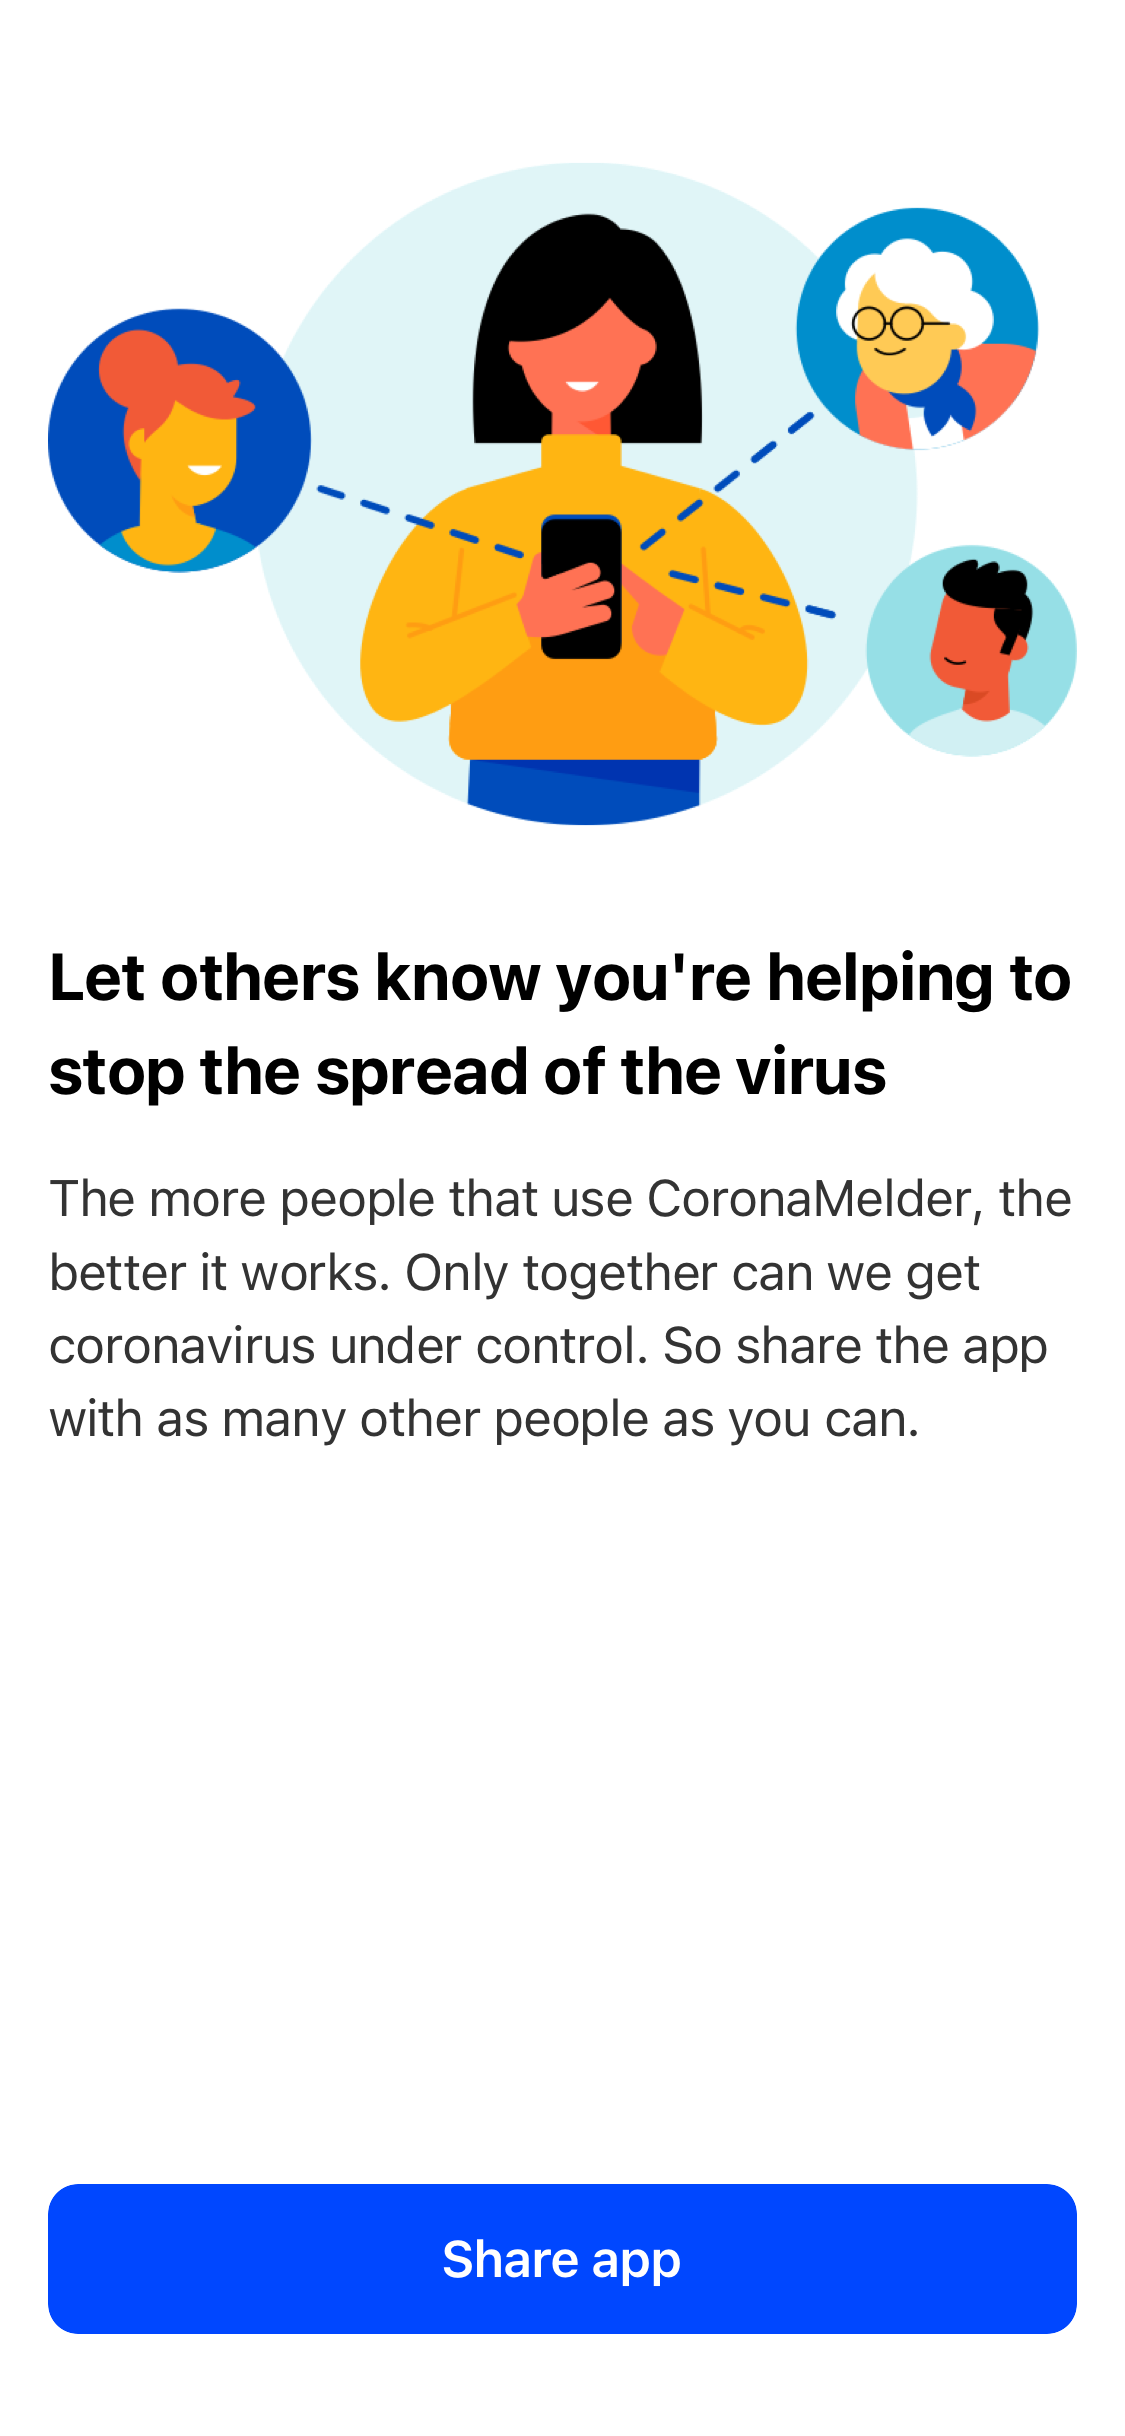 Let others know you're helping to
stop the spread of the virus
The more people that use CoronaMelder, the
better it works. Only together can we get
coronavirus under control. So share the app
with as many other people as you can.
Share app